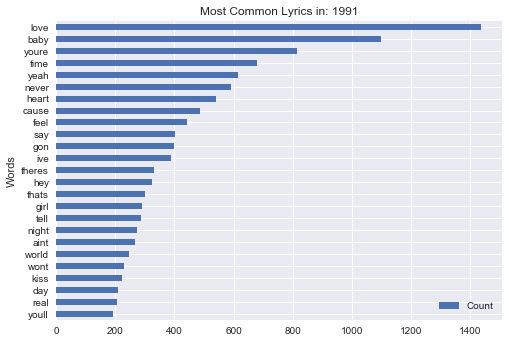 Most Common Lyrics in: 1991
love
baby
youre
time
yeah
never
heart
cause
feel
say
gon
ive
theres
hey
thats
girl
tell
night
aint
world
wont
kiss
day
real
youll
Words
Count
0 200 400 600 800 1000 1200 1400